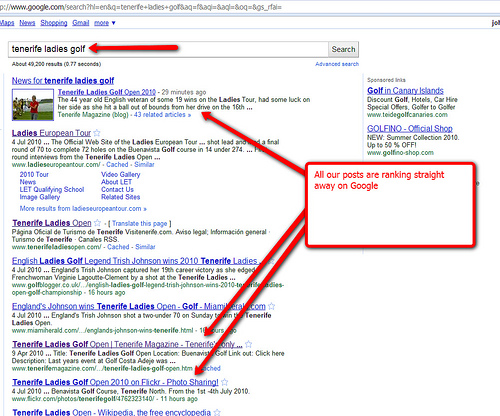 www.google.com/search?hl=en&q=tenerife+ladies+golf&aq=f&aqi=&aql=&oq=&gs_rfai=
Maps News Shopping Gmail more
tenerife ladies golf Search
About 49,200 results (0.77 seconds) Advanced search
News for tenerife ladies golf
Tenerife Ladies Golf Open 2010 - 29 minutes ago
The 44 year old English veteran of some 19 wins on the Ladies Tour, had some luck on
her side as she hit a ball out of bounds from her drive on the 16th ...
Tenerife Magazine (blog) - 43 related articles »
Ladies European Tour
4 Jul 2010 ... The Official Web Site of the Ladies European Tour ... shot lead and a final
round of 70 to complete 72 holes on the Buenavista Golf course in 14 under 274. ...
round interviews from the Tenerife Ladies Open ...
www.ladieseuropeantour.com/ - Cached - Similar
2010 Tour Video Gallery
News About LET
LET Qualifying School Contact Us
Image Gallery Related Sites
More results from ladieseuropeantour.com »
Tenerife Ladies Open - [ Translate this page ]
Página Oficial de Turismo de Tenerife Visitenerife.com. Aviso legal; Información general ·
Turismo de Tenerife · Canales RSS.
www.tenerifeladiesopen.com/ - Cached - Similar
English Ladies Golf Legend Trish Johnson wins 2010 Tenerife Ladies ...
4 Jul 2010 ... England's Trish Johnson captured her 19th career victory as she edged
Frenchwoman Virginie Lagoutte-Clement by a shot at the Tenerife Ladies ...
www.golfblogger.co.uk/.../english-ladies-golf-legend-trish-johnson-wins-2010-tenerife-ladies-
open-golf-championship - 16 hours ago
England's Johnson wins Tenerife Ladies Open - Golf - MiamiHerald.com
4 Jul 2010 ... England's Trish Johnson shot a two-under 70 on Sunday to win the Tenerife
Ladies Open.
www.miamiherald.com/.../englands-johnson-wins-tenerife.html - hours ago
Tenerife Ladies Golf Open | Tenerife Magazine - Tenerife's only ...
9 Apr 2010 ... Title: Tenerife Ladies Golf Open Location: Buenavista Golf Link out: Click here
Description: Last years event at Golf Costa Adeje was ...
www.tenerifemagazine.com/.../tenerife-ladies-golf-open.htm - Cached
Tenerife Ladies Golf Open 2010 on Flickr - Photo Sharing!
Buenavista Golf Course, Tenerife North. From the 1st -4th July 2010.
www.flickr.com/photos/tenerifegolf/4762323140/ - 11 hours ago
Ladies Golf Open - Wikipedia, the free encyclopedia
Sponsored links
Golf in Canary Islands
Discount Golf, Hotels, Car Hire
Special Offers, Golfer to Golfer
www.teidegolfcanaries.com
GOLFINO - Official Shop
NEW: Summer Collection 2010.
Up to 50 % OFF!
www.golfino-shop.com
All our posts are ranking straight
away on Google